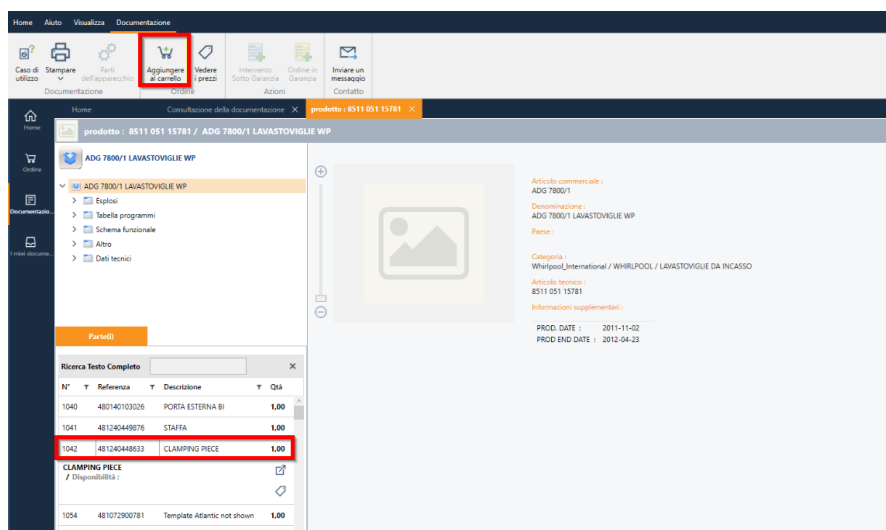 Home Aiuto Visualizza Documentazione
Caso di utilizzo
Stampare
Parti dell'apparecchio
Aggiungere al carrello
Vedere i prezzi
Intervento Sotto Garanzia
Ordine in Garanzia
Inviare un messaggio
Documentazione Ordine Azioni Contatto
Home Consultazione della documentazione X prodotto : 8511 051 15781 X
prodotto : 8511 051 15781 / ADG 7800/1 LAVASTOVIGLIE WP
Home
Ordine
Documentazio...
I miei docume...
ADG 7800/1 LAVASTOVIGLIE WP
ADG 7800/1 LAVASTOVIGLIE WP
Esplosi
Tabella programmi
Schema funzionale
Altro
Dati tecnici
Articolo commerciale :
ADG 7800/1
Denominazione :
ADG 7800/1 LAVASTOVIGLIE WP
Paese :
Categoria :
Whirlpool_International / WHIRLPOOL / LAVASTOVIGLIE DA INCASSO
Articolo tecnico :
8511 051 15781
Informazioni supplementari :
PROD. DATE : 2011-11-02
PROD END DATE : 2012-04-23
Parte(i)
Ricerca Testo Completo X
N° Referenza Descrizione Qtà
1040 480140103026 PORTA ESTERNA BI 1,00
1041 481240449876 STAFFA 1,00
1042 481240448633 CLAMPING PIECE 1,00
CLAMPING PIECE
/ Disponibilità :
1054 481072900781 Template Atlantic not shown 1,00